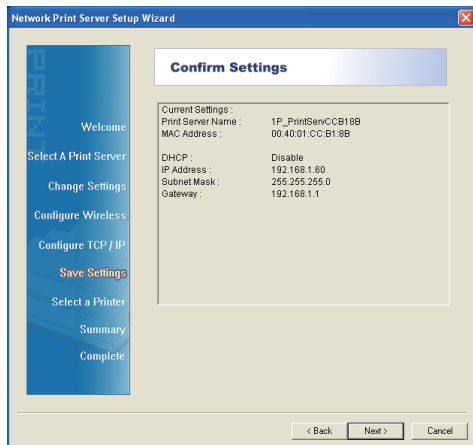 Network Print Server Setup Wizard
PRINT
Welcome
Select A Print Server
Change Settings
Configure Wireless
Configure TCP / IP
Save Settings
Select a Printer
Summary
Complete
Confirm Settings
Current Settings :
Print Server Name : 1P_PrintServCCB18B
MAC Address : 00:40:01:CC:B1:8B
DHCP : Disable
IP Address : 192.168.1.60
Subnet Mask : 255.255.255.0
Gateway : 192.168.1.1
< Back Next > Cancel